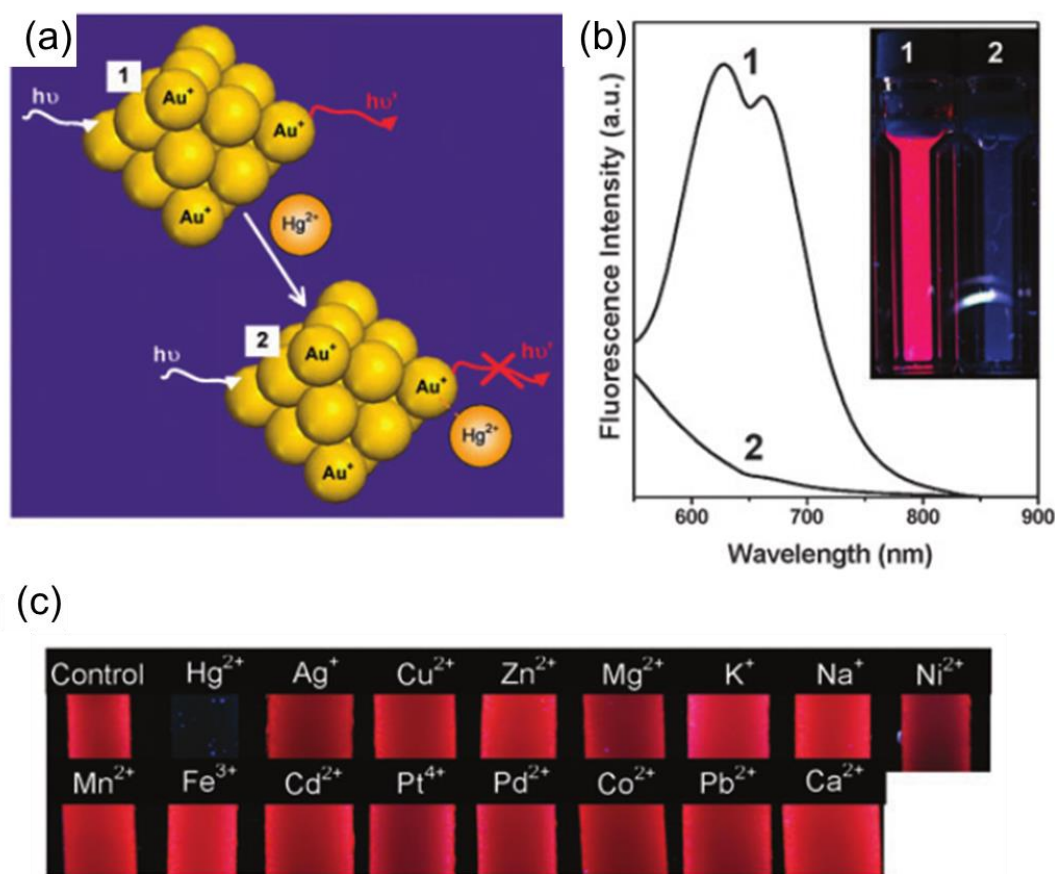 (a)
1
hυ
Au⁺
hυ'
Au⁺
Au⁺
Hg²⁺
2
hυ
Au⁺
hυ'
Au⁺
Hg²⁺
Au⁺
(b)
Fluorescence Intensity (a.u.)
1
2
1 2
600 700 800 900
Wavelength (nm)
(c)
Control Hg²⁺ Ag⁺ Cu²⁺ Zn²⁺ Mg²⁺ K⁺ Na⁺ Ni²⁺
Mn²⁺ Fe³⁺ Cd²⁺ Pt⁴⁺ Pd²⁺ Co²⁺ Pb²⁺ Ca²⁺